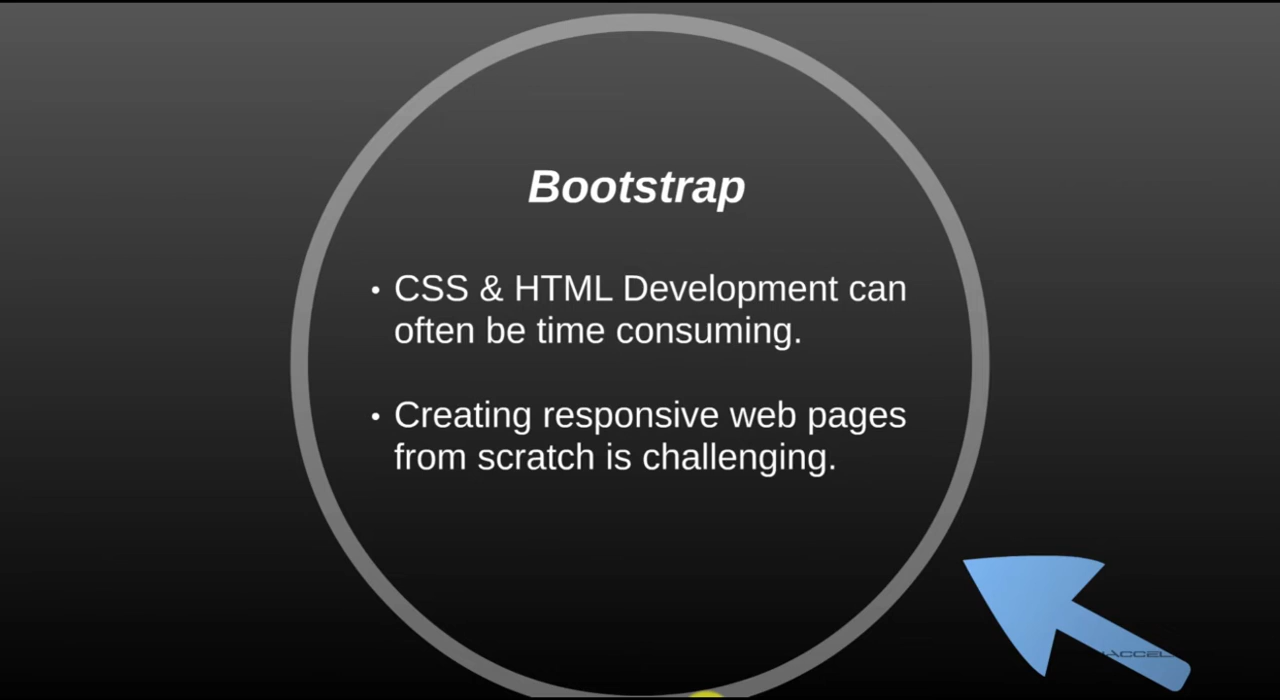 Bootstrap
• CSS & HTML Development can
often be time consuming.
• Creating responsive web pages
from scratch is challenging.